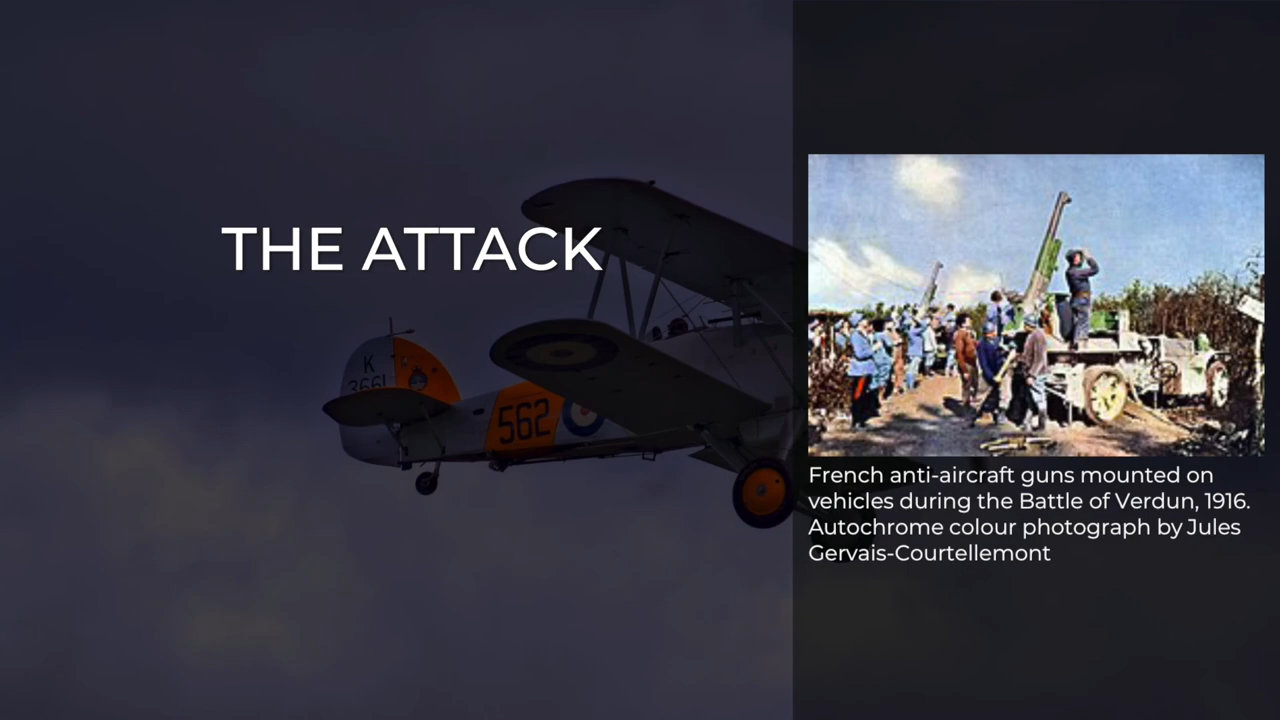 THE ATTACK
K
3661
562
French anti-aircraft guns mounted on
vehicles during the Battle of Verdun, 1916.
Autochrome colour photograph by Jules
Gervais-Courtellemont